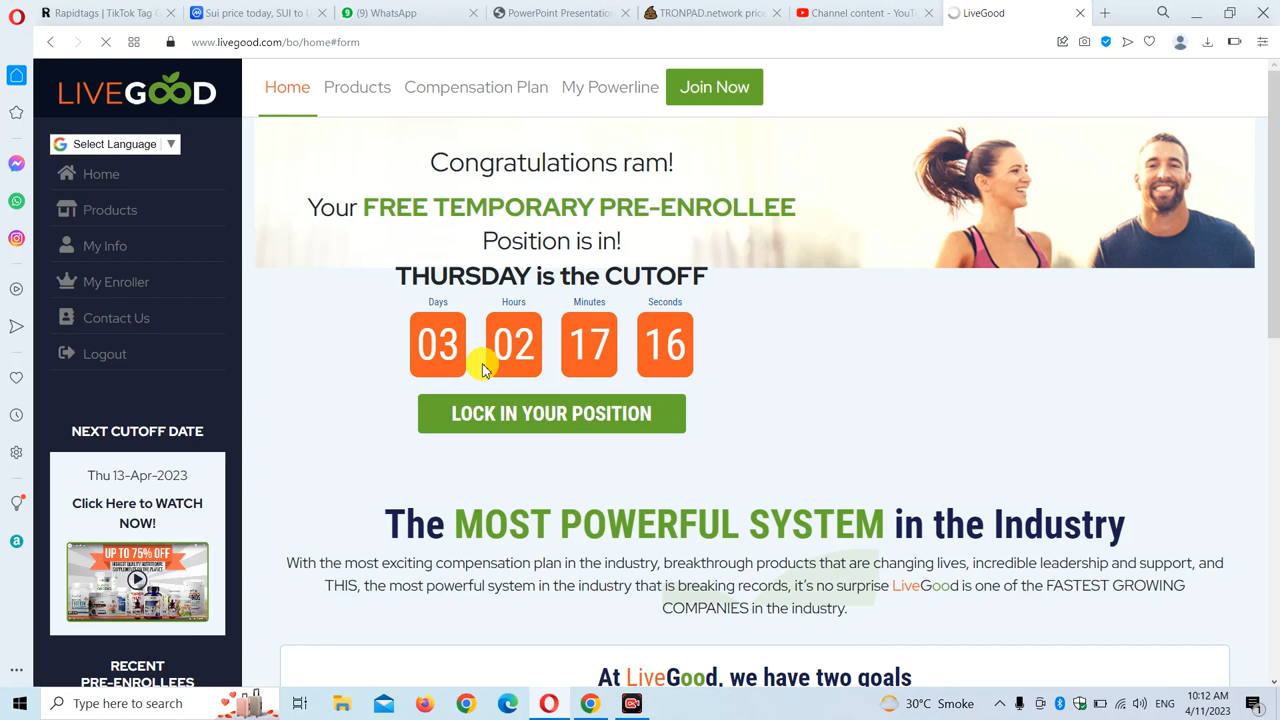 Rapidtags | TikTok Tag G
Sui price today, SUI to U
(9) WhatsApp
PowerPoint Presentation
TRONPAD.network price
Channel content - YouT
LiveGood
www.livegood.com/bo/home#form
LIVEGOOD
Home
Products
Compensation Plan
My Powerline
Join Now
Select Language ▼
Home
Products
My Info
My Enroller
Contact Us
Logout
NEXT CUTOFF DATE
Thu 13-Apr-2023
Click Here to WATCH
NOW!
UP TO 75% OFF
RECENT
PRE-ENROLLEES
Congratulations ram!
Your FREE TEMPORARY PRE-ENROLLEE
Position is in!
THURSDAY is the CUTOFF
Days Hours Minutes Seconds
03 02 17 16
LOCK IN YOUR POSITION
The MOST POWERFUL SYSTEM in the Industry
With the most exciting compensation plan in the industry, breakthrough products that are changing lives, incredible leadership and support, and
THIS, the most powerful system in the industry that is breaking records, it's no surprise LiveGood is one of the FASTEST GROWING
COMPANIES in the industry.
At LiveGood, we have two goals
Type here to search
30°C Smoke
ENG
10:12 AM
4/11/2023